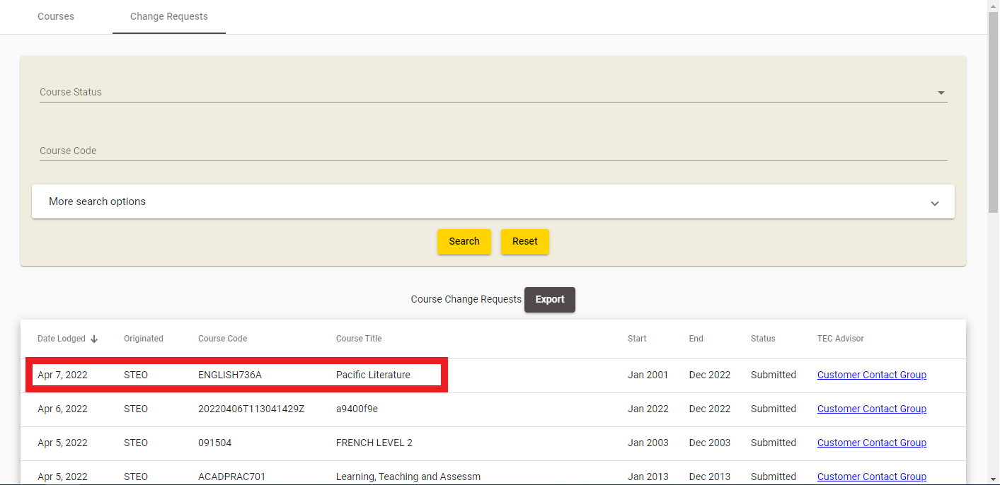 Courses Change Requests
Course Status
Course Code
More search options
Search Reset
Course Change Requests Export
Date Lodged Originated Course Code Course Title Start End Status TEC Advisor
Apr 7, 2022 STEO ENGLISH736A Pacific Literature Jan 2001 Dec 2022 Submitted Customer Contact Group
Apr 6, 2022 STEO 20220406T113041429Z a9400f9e Jan 2022 Dec 2022 Submitted Customer Contact Group
Apr 5, 2022 STEO 091504 FRENCH LEVEL 2 Jan 2003 Dec 2003 Submitted Customer Contact Group
Apr 5, 2022 STEO ACADPRAC701 Learning, Teaching and Assessm Jan 2013 Dec 2013 Submitted Customer Contact Group